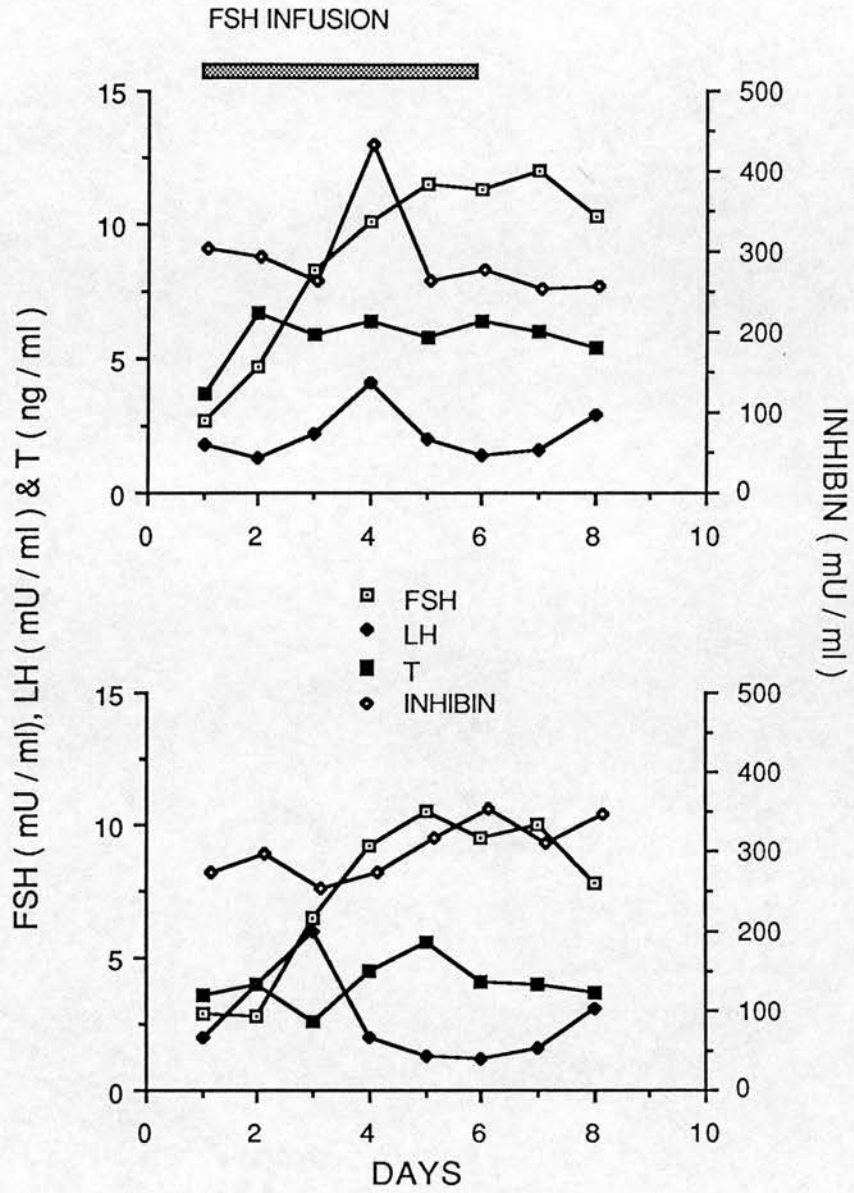 FSH INFUSION
15
10
5
0
500
400
300
200
100
0
0 2 4 6 8 10
FSH ( mU / ml), LH ( mU / ml ) & T ( ng / ml )
INHIBIN ( mU / ml )
FSH
LH
T
INHIBIN
15
10
5
0
500
400
300
200
100
0
0 2 4 6 8 10
DAYS